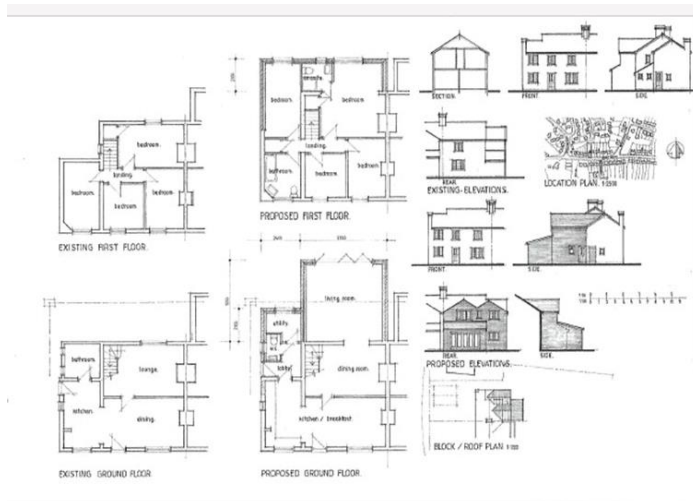 bedroom.
landing.
bedroom.
bedroom.
bedroom.
EXISTING FIRST FLOOR.
bedroom.
ensuite.
bedroom.
landing.
bathroom.
bedroom.
bedroom.
PROPOSED FIRST FLOOR.
SECTION.
FRONT.
SIDE.
REAR.
EXISTING ELEVATIONS.
LOCATION PLAN.
FRONT.
SIDE.
REAR.
SIDE.
PROPOSED ELEVATIONS.
BLOCK / ROOF PLAN
bathroom.
lounge.
kitchen.
dining.
EXISTING GROUND FLOOR.
living room.
utility.
lobby.
dining room.
kitchen / breakfast.
PROPOSED GROUND FLOOR.